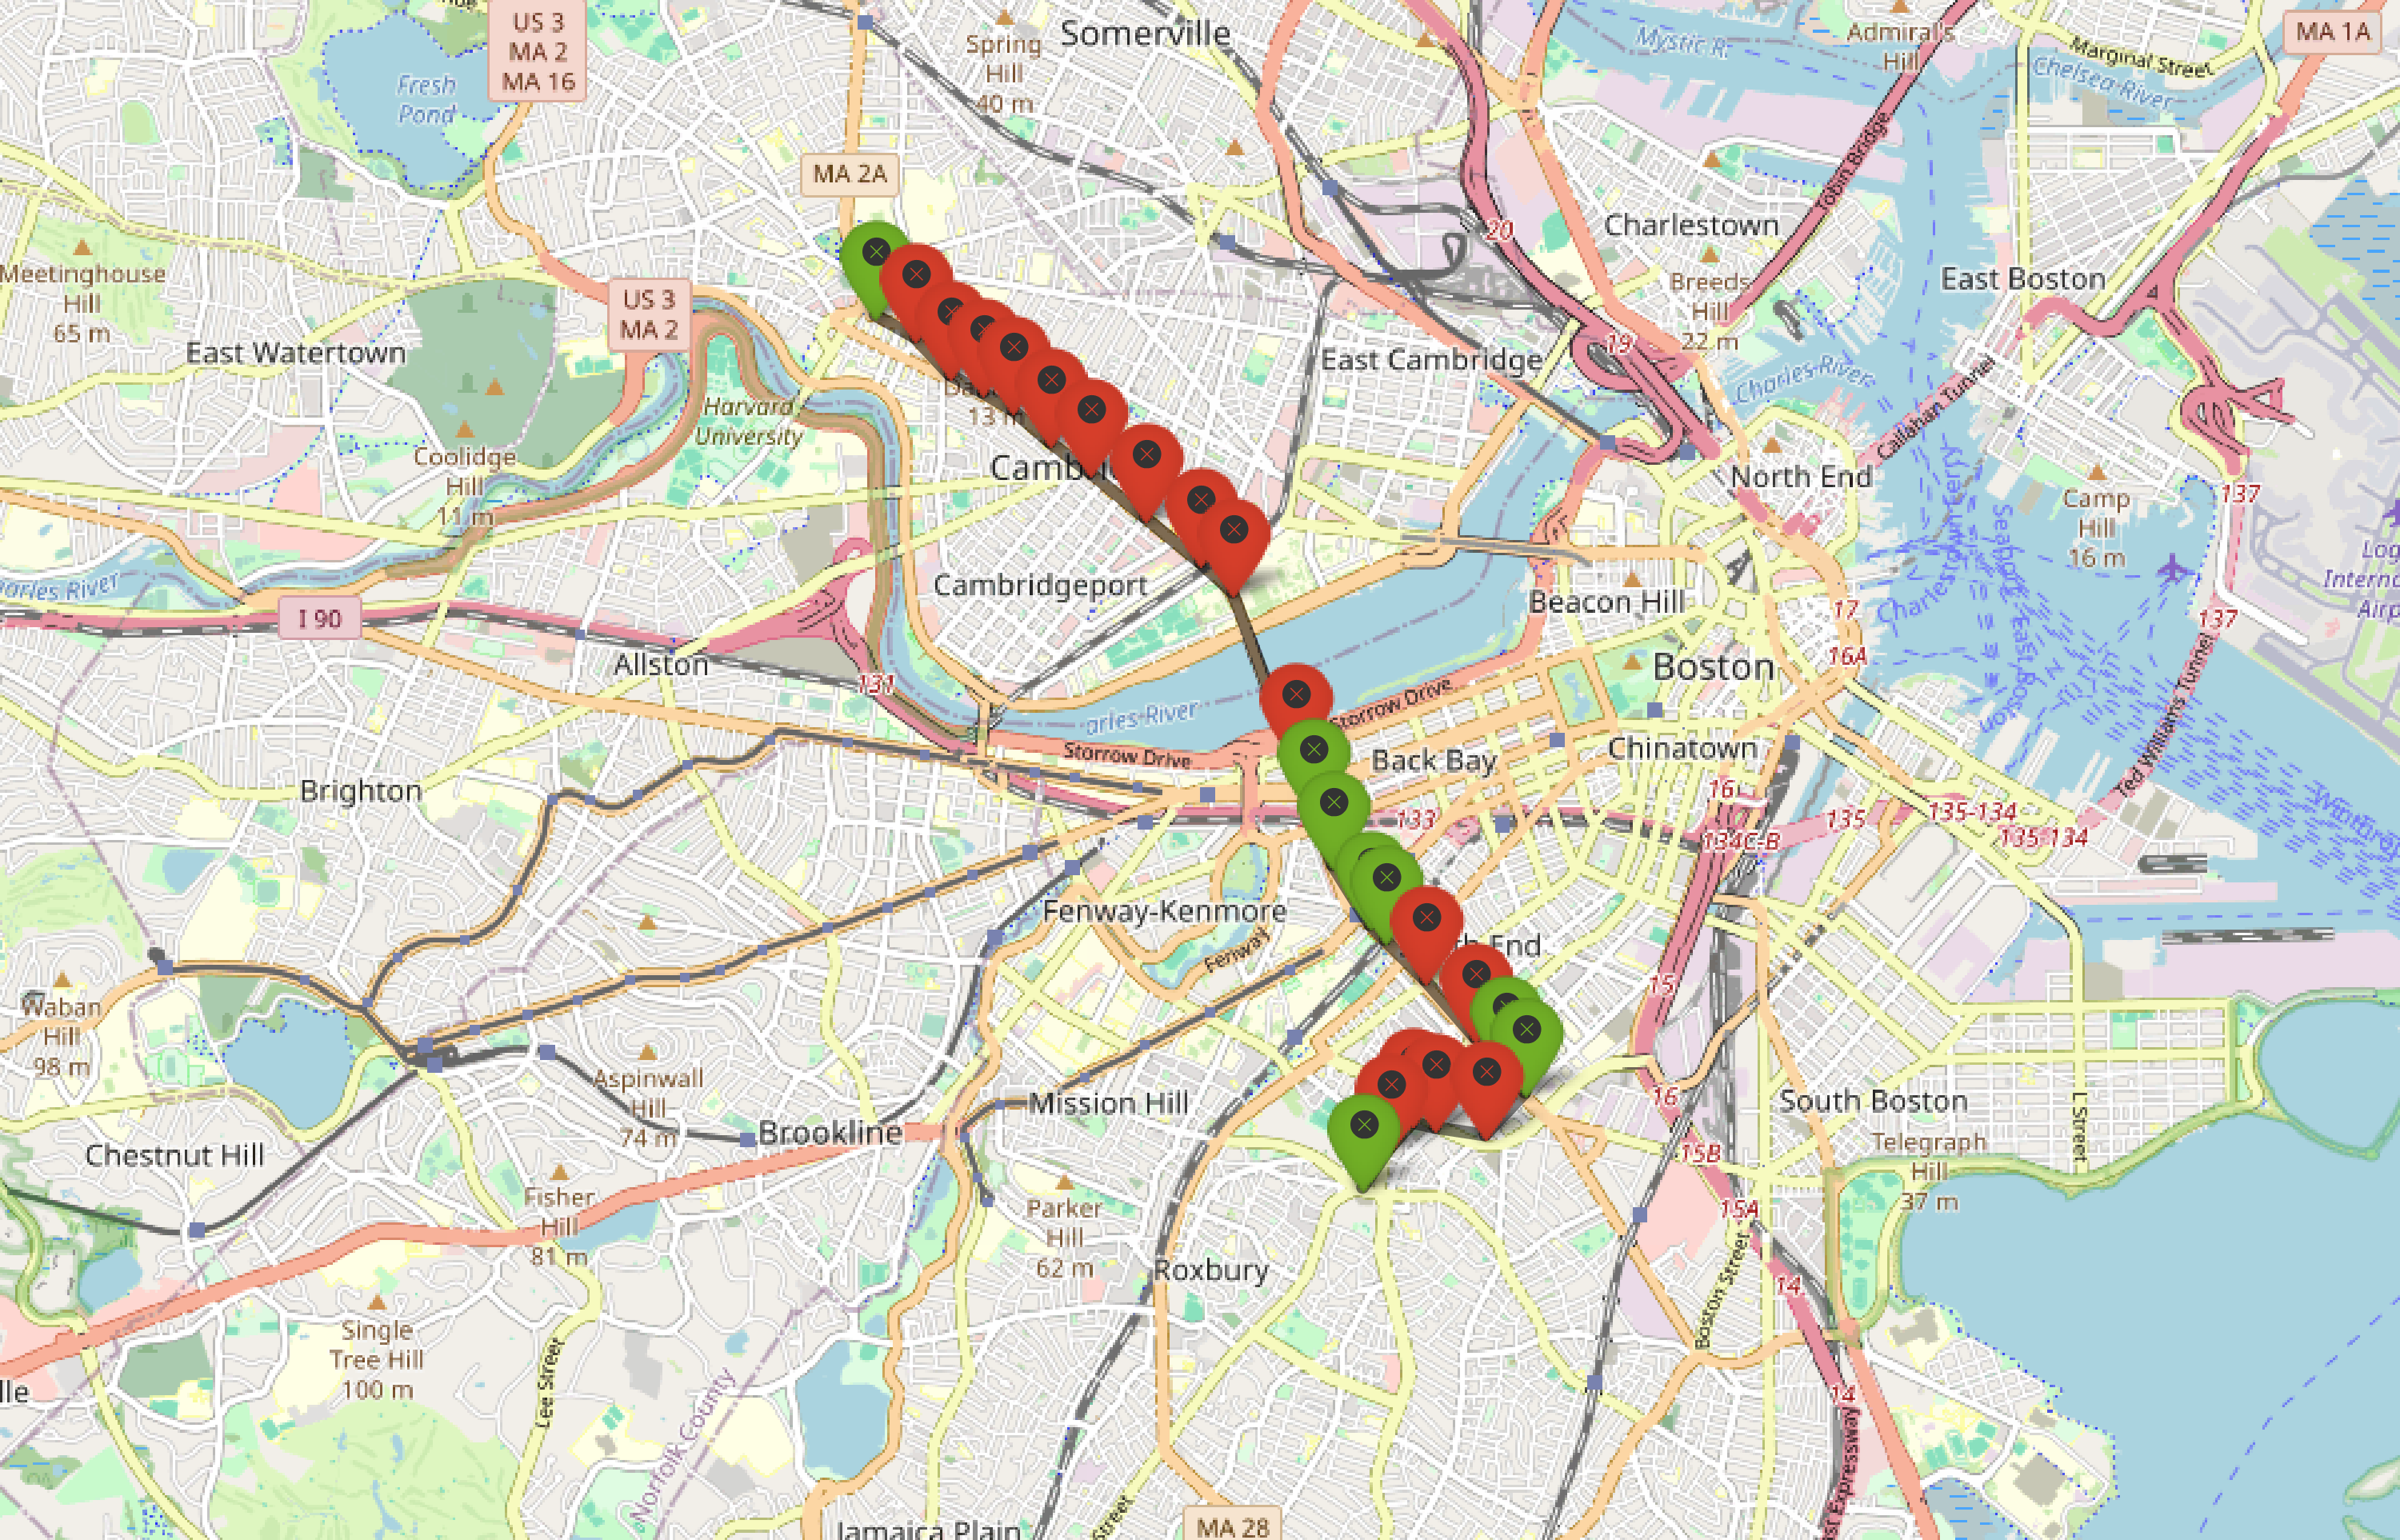 US 3
MA 2
MA 16
Spring
Hill
40 m
Somerville
Mystic R.
Admiral's
Hill
Marginal Street
MA 1A
Fresh
Pond
Chelsea River
MA 2A
Tobin Bridge
20
Charlestown
Meetinghouse
Hill
65 m
US 3
MA 2
Breeds
Hill
22 m
East Boston
East Watertown
East Cambridge
19
Charles River
Callahan Tunnel
Harvard
University
13 m
Coolidge
Hill
11 m
North End
Camp
Hill
16 m
137
Cambridgeport
Beacon Hill
17
137
I 90
Allston
131
16A
Boston
arles River
Storrow Drive
Storrow Drive
Back Bay
Chinatown
Ted Williams Tunnel
Brighton
16
133
134C-B
135
135-134
135-134
Fenway-Kenmore
Fenway
th End
15
Waban
Hill
98 m
Aspinwall
Hill
74 m
Mission Hill
16
South Boston
L Street
Chestnut Hill
Brookline
15B
Telegraph
Hill
37 m
Fisher
Hill
81 m
Parker
Hill
62 m
15A
Roxbury
Boston Street
14
Single
Tree Hill
100 m
lle
Lee Street
Norfolk County
14
Street
MA 28
Jamaica Plain